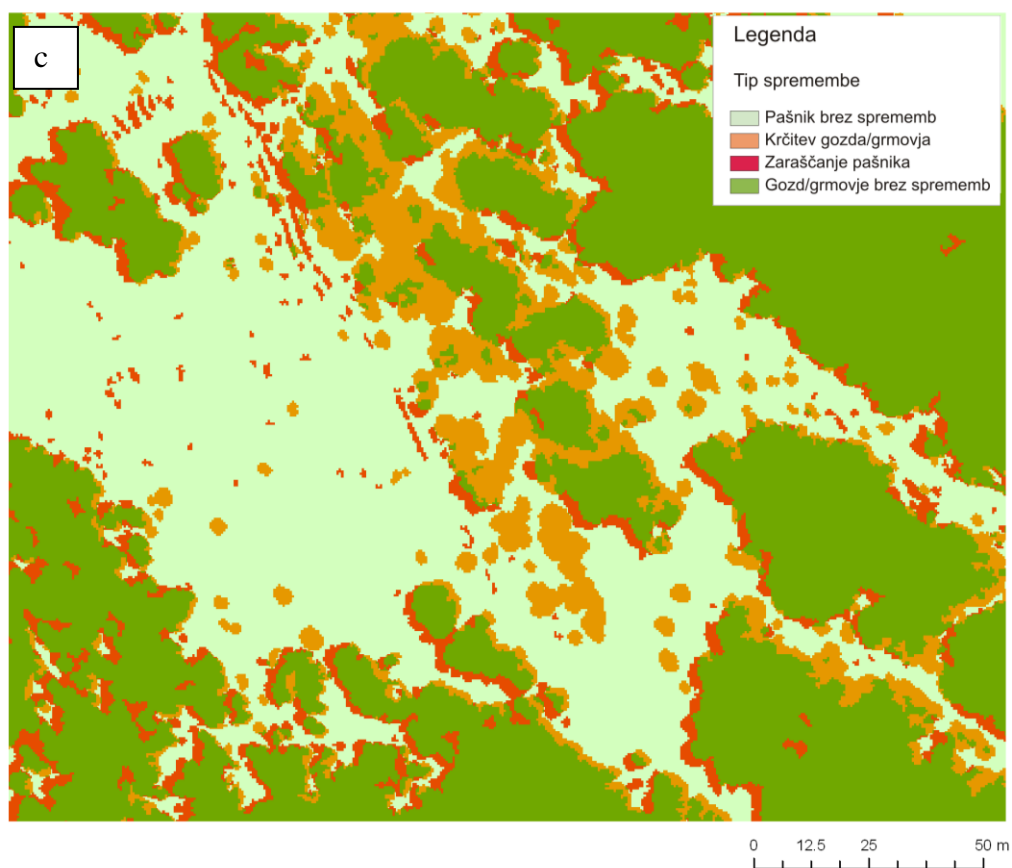 c
Legenda
Tip spremembe
Pašnik brez sprememb
Krčitev gozda/grmovja
Zaraščanje pašnika
Gozd/grmovje brez sprememb
0 12.5 25 50 m